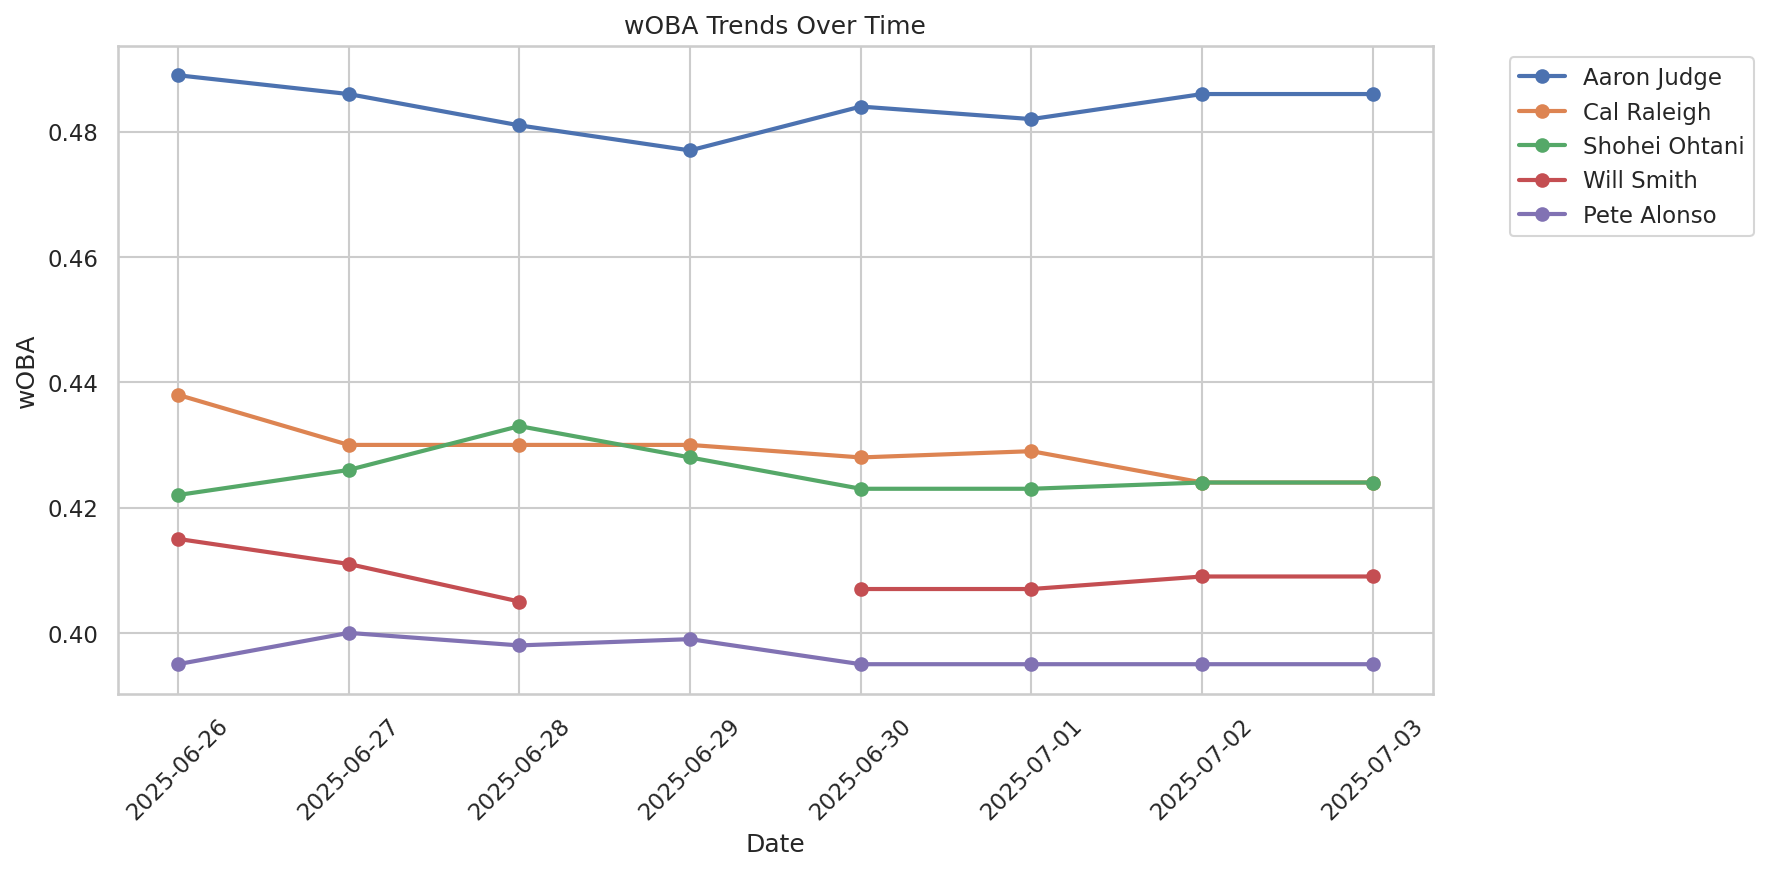 wOBA Trends Over Time
Aaron Judge
Cal Raleigh
Shohei Ohtani
Will Smith
Pete Alonso
wOBA
0.48
0.46
0.44
0.42
0.40
2025-06-26
2025-06-27
2025-06-28
2025-06-29
2025-06-30
2025-07-01
2025-07-02
2025-07-03
Date